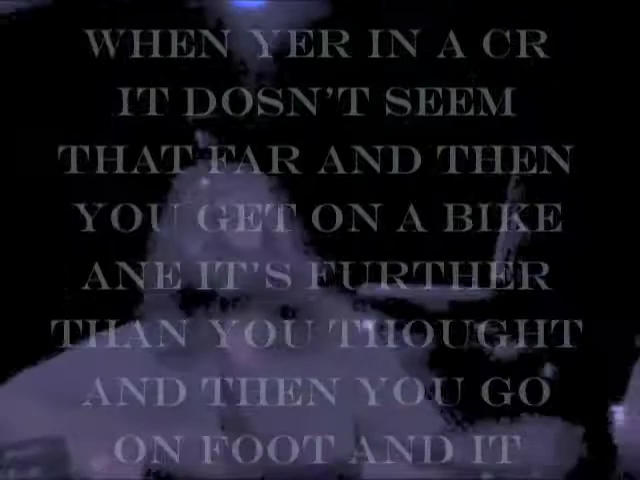 WHEN YER IN A CR
IT DOSN'T SEEM
THAT FAR AND THEN
YOU GET ON A BIKE
ANE IT'S FURTHER
THAN YOU THOUGHT
AND THEN YOU GO
ON FOOT AND IT